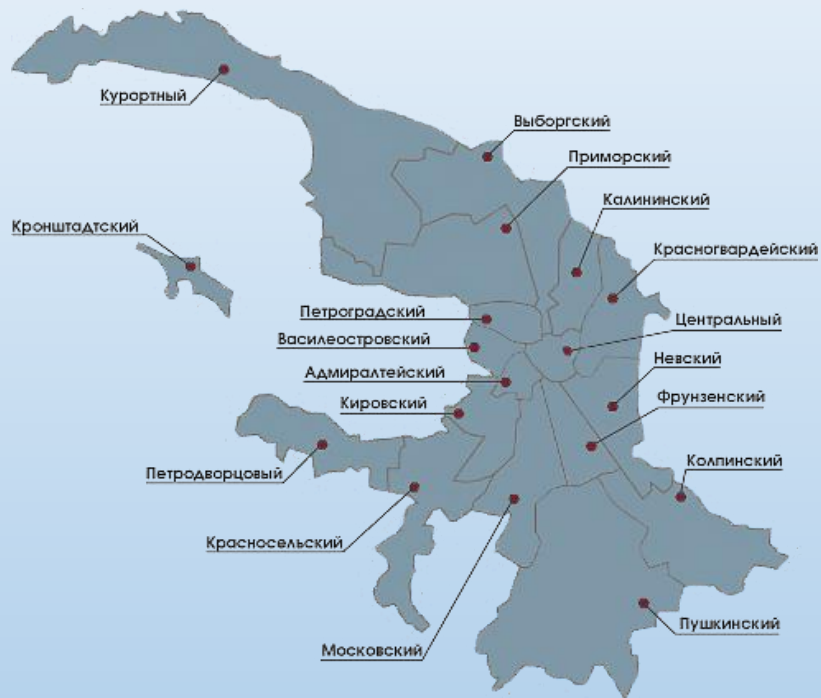 Курортный
Выборгский
Приморский
Калининский
Кронштадтский
Красногвардейский
Петроградский
Центральный
Василеостровский
Невский
Адмиралтейский
Фрунзенский
Кировский
Колпинский
Петродворцовый
Красносельский
Пушкинский
Московский